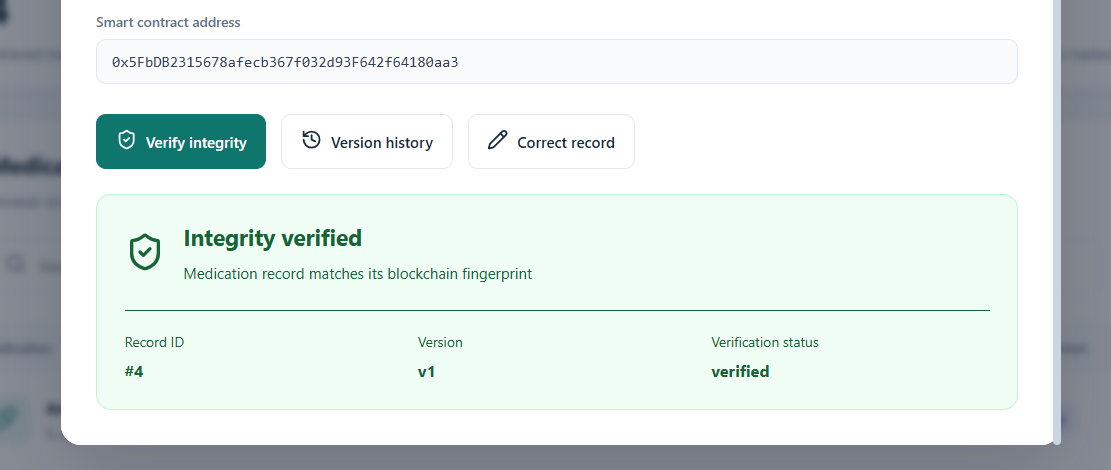 Smart contract address
0x5FbDB2315678afecb367f032d93F642f64180aa3
Verify integrity
Version history
Correct record
Integrity verified
Medication record matches its blockchain fingerprint
Record ID
Version
Verification status
#4
v1
verified